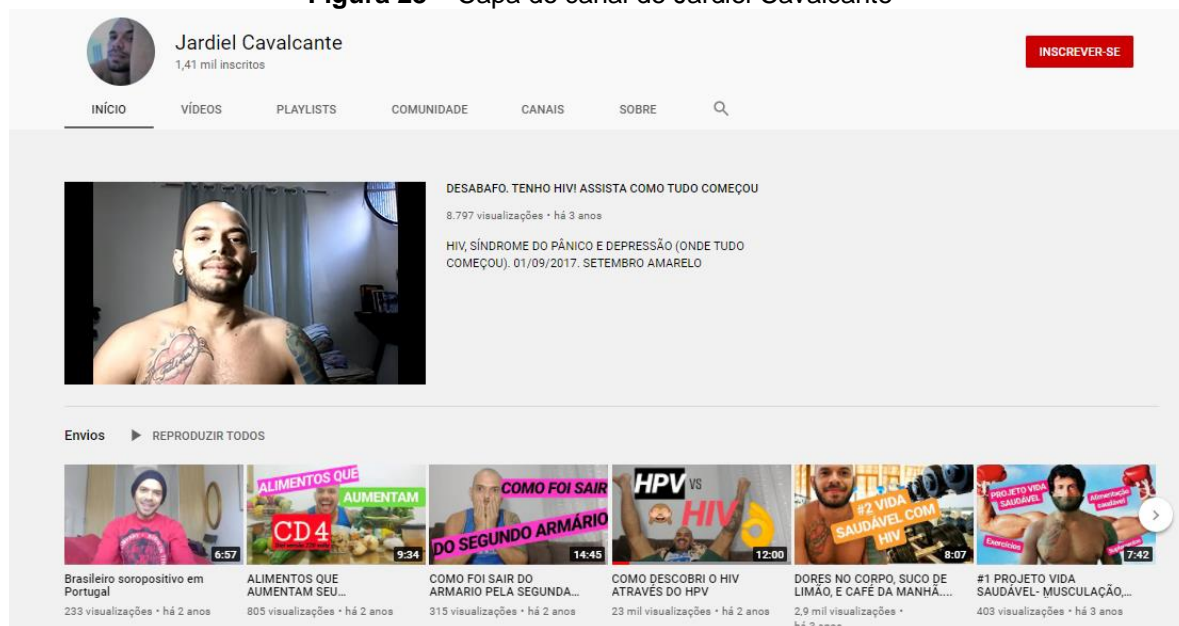 Figura 28 – Capa do canal de Jardiel Cavalcante
Jardiel Cavalcante
1,41 mil inscritos
INSCREVER-SE
INÍCIO VÍDEOS PLAYLISTS COMUNIDADE CANAIS SOBRE
DESABAFO. TENHO HIV! ASSISTA COMO TUDO COMEÇOU
8.797 visualizações • há 3 anos
HIV, SÍNDROME DO PÂNICO E DEPRESSÃO (ONDE TUDO
COMEÇOU). 01/09/2017. SETEMBRO AMARELO
Envios REPRODUZIR TODOS
6:57
ALIMENTOS QUE
AUMENTAM
CD4
9:34
COMO FOI SAIR
DO SEGUNDO ARMÁRIO
14:45
HPV VS
HIV
12:00
#2 VIDA
SAUDÁVEL COM
HIV
8:07
PROJETO VIDA
SAUDÁVEL
Alimentação
saudável
Exercícios
7:42
Brasileiro soropositivo em
Portugal
233 visualizações • há 2 anos
ALIMENTOS QUE
AUMENTAM SEU...
805 visualizações • há 2 anos
COMO FOI SAIR DO
ARMARIO PELA SEGUNDA...
315 visualizações • há 2 anos
COMO DESCOBRI O HIV
ATRAVÉS DO HPV
23 mil visualizações • há 2 anos
DORES NO CORPO, SUCO DE
LIMÃO, E CAFÉ DA MANHÃ....
2,9 mil visualizações •
há 3 anos
#1 PROJETO VIDA
SAUDÁVEL- MUSCULAÇÃO,...
403 visualizações • há 3 anos